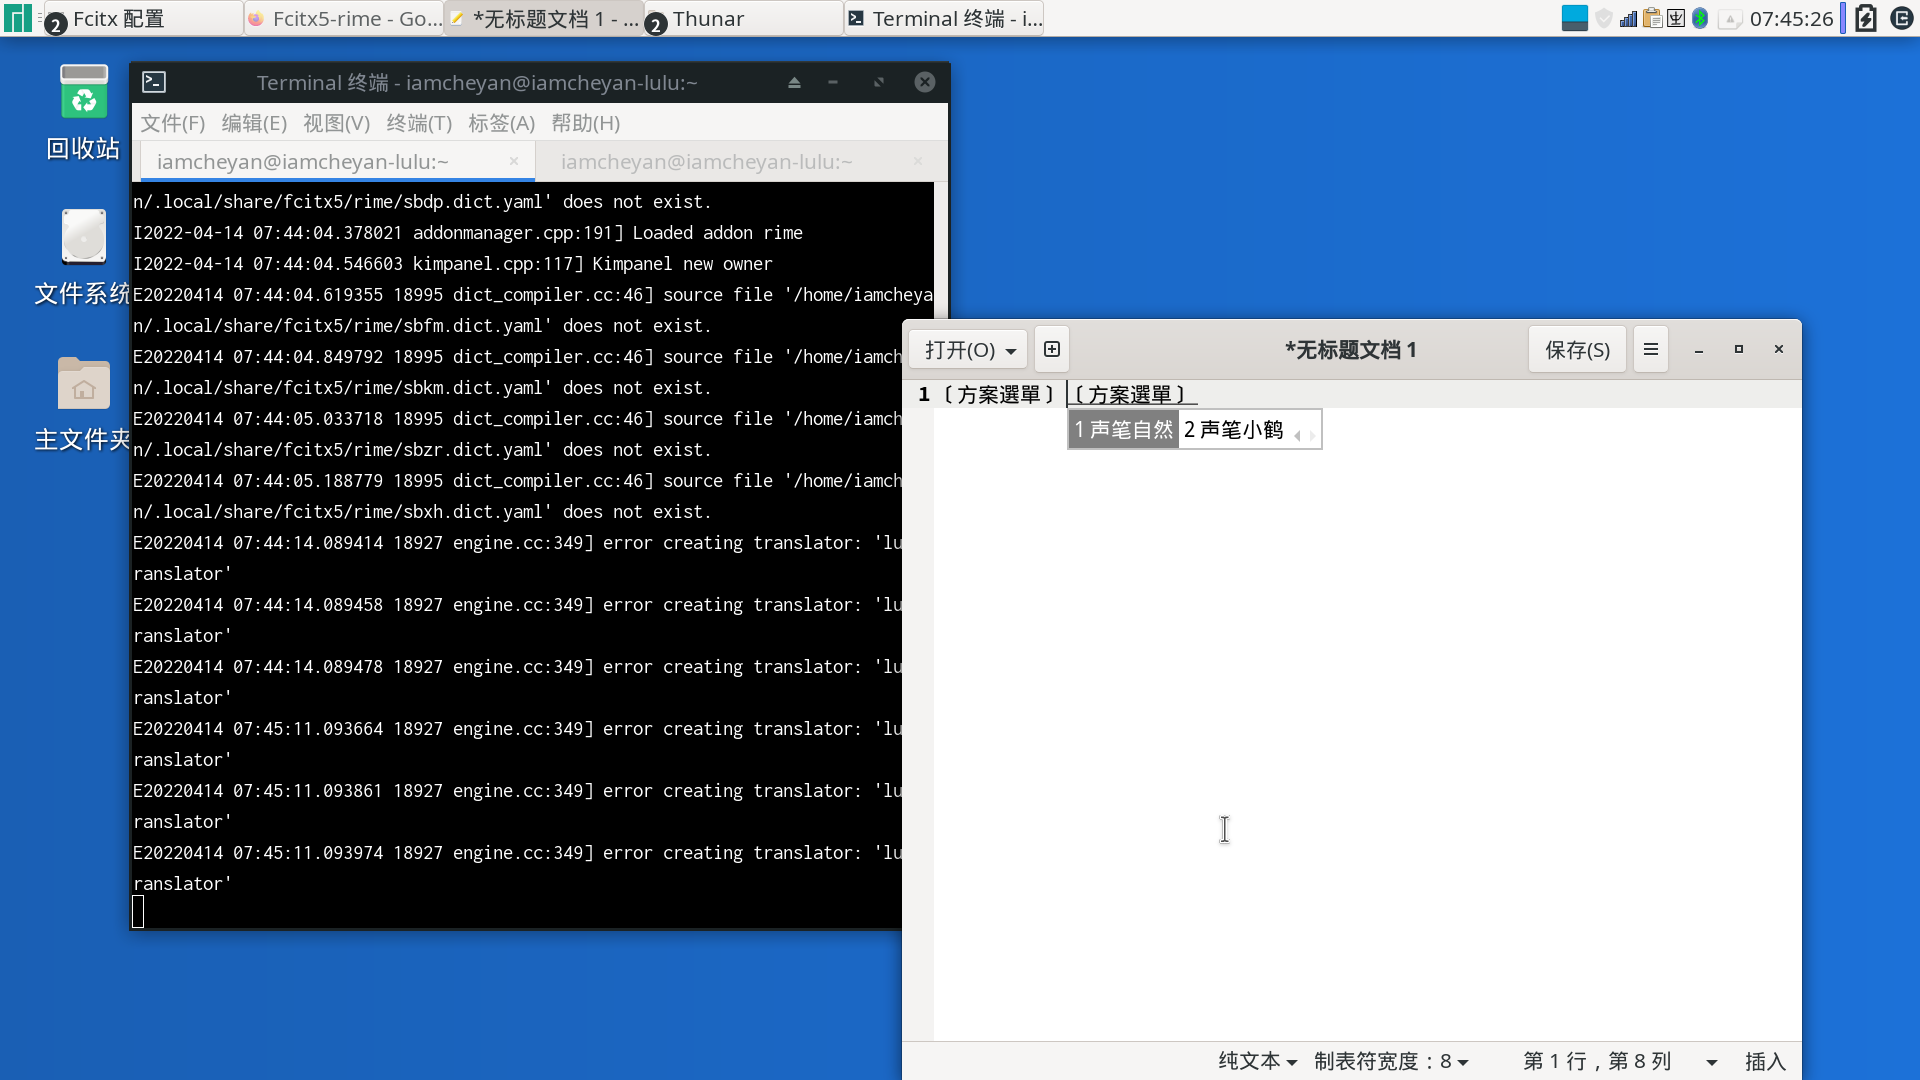 2 Fcitx 配置
Fcitx5-rime - Go...
*无标题文档 1 - ...
2 Thunar
Terminal 终端 - i...
07:45:26
回收站
文件系统
主文件夹
Terminal 终端 - iamcheyan@iamcheyan-lulu:~
文件(F) 编辑(E) 视图(V) 终端(T) 标签(A) 帮助(H)
iamcheyan@iamcheyan-lulu:~ iamcheyan@iamcheyan-lulu:~
n/.local/share/fcitx5/rime/sbdp.dict.yaml' does not exist.
I2022-04-14 07:44:04.378021 addonmanager.cpp:191] Loaded addon rime
I2022-04-14 07:44:04.546603 kimpanel.cpp:117] Kimpanel new owner
E20220414 07:44:04.619355 18995 dict_compiler.cc:46] source file '/home/iamcheya
n/.local/share/fcitx5/rime/sbfm.dict.yaml' does not exist.
E20220414 07:44:04.849792 18995 dict_compiler.cc:46] source file '/home/iamch
n/.local/share/fcitx5/rime/sbkm.dict.yaml' does not exist.
E20220414 07:44:05.033718 18995 dict_compiler.cc:46] source file '/home/iamch
n/.local/share/fcitx5/rime/sbzr.dict.yaml' does not exist.
E20220414 07:44:05.188779 18995 dict_compiler.cc:46] source file '/home/iamch
n/.local/share/fcitx5/rime/sbxh.dict.yaml' does not exist.
E20220414 07:44:14.089414 18927 engine.cc:349] error creating translator: 'lu
ranslator'
E20220414 07:44:14.089458 18927 engine.cc:349] error creating translator: 'lu
ranslator'
E20220414 07:44:14.089478 18927 engine.cc:349] error creating translator: 'lu
ranslator'
E20220414 07:45:11.093664 18927 engine.cc:349] error creating translator: 'lu
ranslator'
E20220414 07:45:11.093861 18927 engine.cc:349] error creating translator: 'lu
ranslator'
E20220414 07:45:11.093974 18927 engine.cc:349] error creating translator: 'lu
ranslator'
打开(O) *无标题文档 1 保存(S)
1 〔方案選單〕〔方案選單〕
1 声笔自然 2 声笔小鹤
纯文本 制表符宽度：8 第 1 行，第 8 列 插入